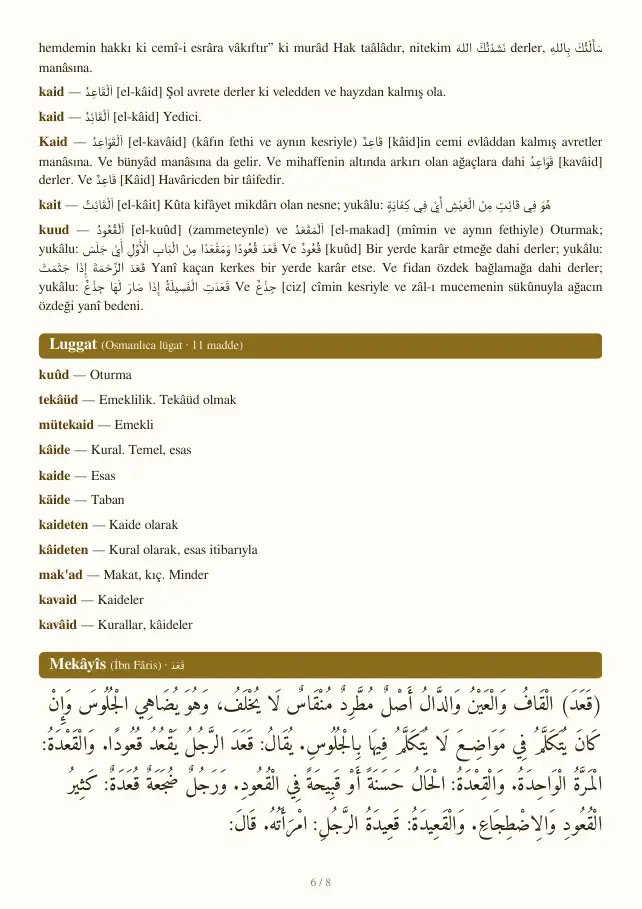 hemdemin hakkı ki cemî-i esrâra vâkıftır” ki murâd Hak taâlâdır, nitekim نَشَدْتُكَ اللهَ derler, سَأَلْتُكَ بِاللهِ
manâsına.
kaid — اَلْقَاعِدُ [el-kâid] Şol avrete derler ki veledden ve hayzdan kalmış ola.
kaid — اَلْقَائِدُ [el-kâid] Yedici.
Kaid — اَلْقَوَاعِدُ [el-kavâid] (kâfın fethi ve aynın kesriyle) قَاعِدٌ [kâid]in cemi evlâddan kalmış avretler
manâsına. Ve bünyâd manâsına da gelir. Ve mihaffenin altında arkırı olan ağaçlara dahi قَوَاعِدُ [kavâid]
derler. Ve قَاعِدٌ [Kâid] Havâricden bir tâifedir.
kait — اَلْقَائِتُ [el-kâit] Kûta kifâyet mikdârı olan nesne; yukâlu: هُوَ فِي قَائِتٍ مِنَ الْعَيْشِ أَيْ فِي كِفَايَةٍ
kuud — اَلْقُعُودُ [el-kuûd] (zammeteynle) ve اَلْمَقْعَدُ [el-makad] (mîmin ve aynın fethiyle) Oturmak;
yukâlu: قَعَدَ قُعُودًا وَمَقْعَدًا مِنَ الْبَابِ الْأَوَّلِ أَيْ جَلَسَ Ve قُعُودٌ [kuûd] Bir yerde karâr etmeğe dahi derler; yukâlu:
قَعَدَ الرَّخَمَةُ إِذَا جَثَمَتْ Yanî kaçan kerkes bir yerde karâr etse. Ve fidan özdek bağlamağa dahi derler;
yukâlu: قَعَدَتِ الْفَسِيلَةُ إِذَا صَارَ لَهَا جِذْعٌ Ve جِذْعٌ [ciz] cîmin kesriyle ve zâl-ı mucemenin sükûnuyla ağacın
özdeği yanî bedeni.
Luggat (Osmanlıca lügat · 11 madde)
kuûd — Oturma
tekâüd — Emeklilik. Tekâüd olmak
mütekaid — Emekli
kâide — Kural. Temel, esas
kaide — Esas
kāide — Taban
kaideten — Kaide olarak
kâideten — Kural olarak, esas itibarıyla
mak'ad — Makat, kıç. Minder
kavaid — Kaideler
kavâid — Kurallar, kâideler
Mekâyîs (İbn Fâris) · قَعَدَ
(قَعَدَ) الْقَافُ وَالْعَيْنُ وَالدَّالُ أَصْلٌ مُطَّرِدٌ مُنْقَاسٌ لَا يُخْلَفُ، وَهُوَ يُضَاهِي الْجُلُوسَ وَإِنْ
كَانَ يُتَكَلَّمُ فِي مَوَاضِعَ لَا يُتَكَلَّمُ فِيهَا بِالْجُلُوسِ. يُقَالُ: قَعَدَ الرَّجُلُ يَقْعُدُ قُعُودًا. وَالْقَعْدَةُ:
الْمَرَّةُ الْوَاحِدَةُ. وَالْقِعْدَةُ: الْحَالُ حَسَنَةً أَوْ قَبِيحَةً فِي الْقُعُودِ. وَرَجُلٌ ضُجَعَةٌ قُعَدَةٌ: كَثِيرُ
الْقُعُودِ وَالِاضْطِجَاعِ. وَالْقَعِيدَةُ: قَعِيدَةُ الرَّجُلِ: امْرَأَتُهُ. قَالَ:
6 / 8